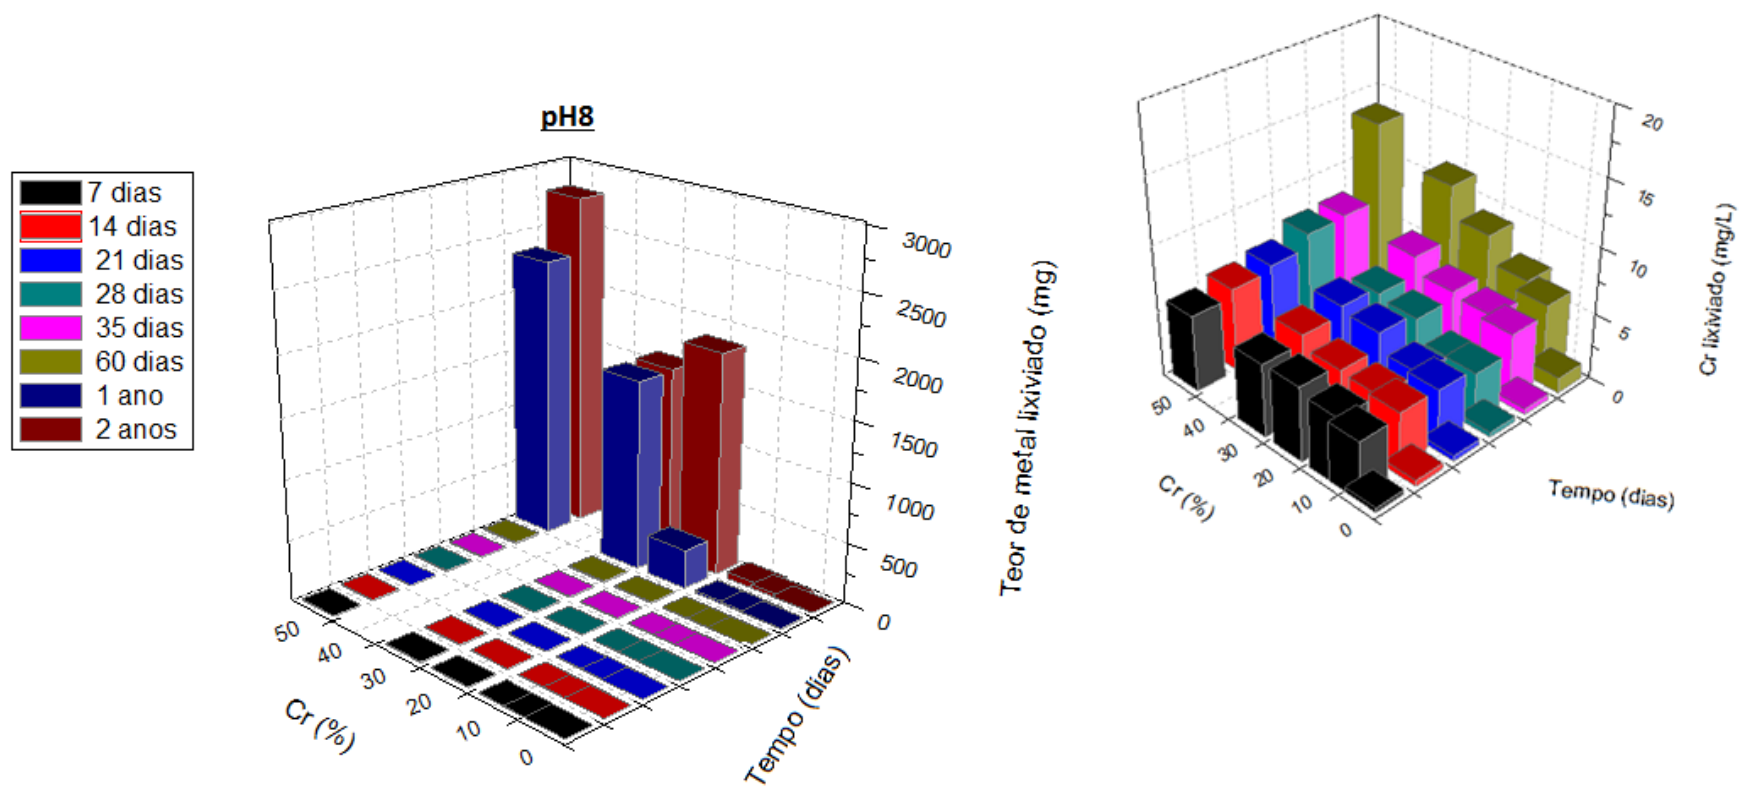 pH8
7 dias
14 dias
21 dias
28 dias
35 dias
60 dias
1 ano
2 anos
3000
2500
2000
1500
1000
500
0
Teor de metal lixiviado (mg)
50
40
30
20
10
0
Cr (%)
Tempo (dias)
20
15
10
5
0
Cr lixiviado (mg/L)
50
40
30
20
10
0
Cr (%)
Tempo (dias)